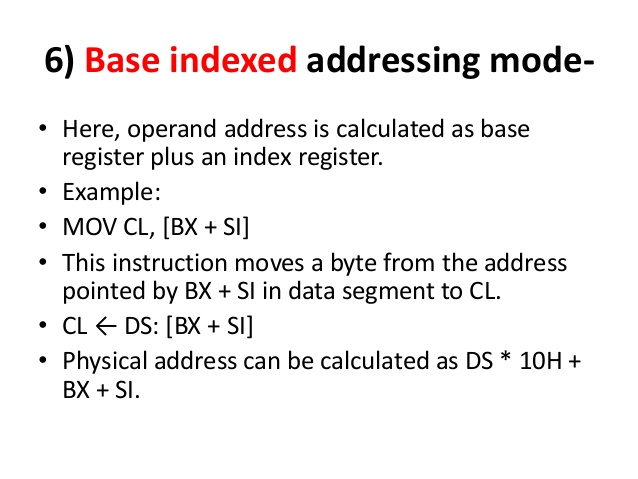 6) Base indexed addressing mode-
• Here, operand address is calculated as base
register plus an index register.
• Example:
• MOV CL, [BX + SI]
• This instruction moves a byte from the address
pointed by BX + SI in data segment to CL.
• CL ← DS: [BX + SI]
• Physical address can be calculated as DS * 10H +
BX + SI.